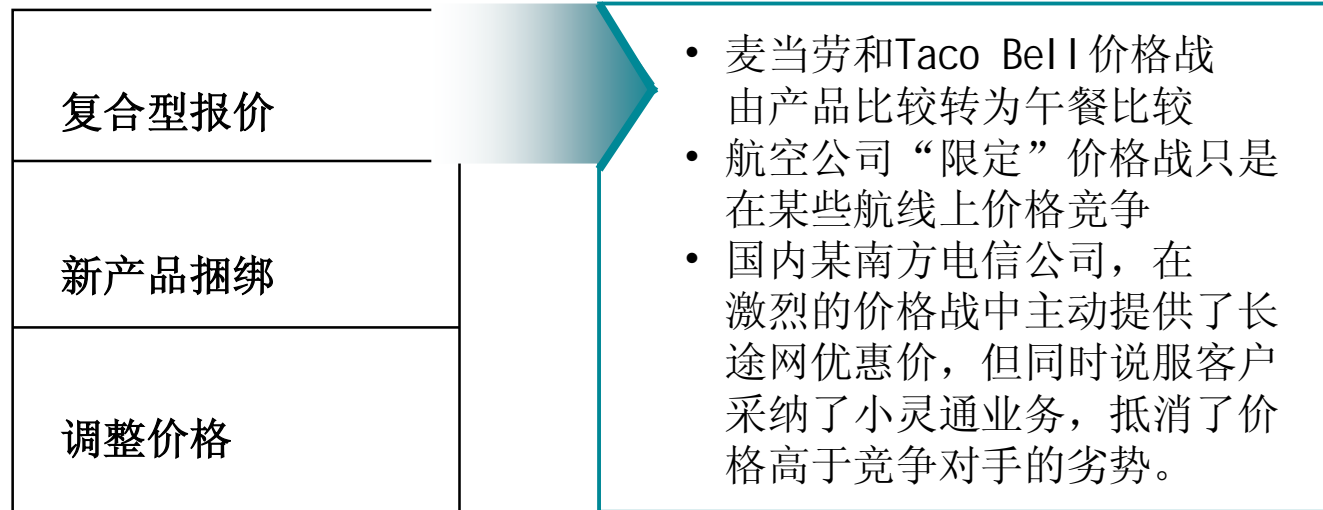 复合型报价
新产品捆绑
调整价格
• 麦当劳和Taco Bell价格战
由产品比较转为午餐比较
• 航空公司“限定”价格战只是
在某些航线上价格竞争
• 国内某南方电信公司，在
激烈的价格战中主动提供了长
途网优惠价，但同时说服客户
采纳了小灵通业务，抵消了价
格高于竞争对手的劣势。